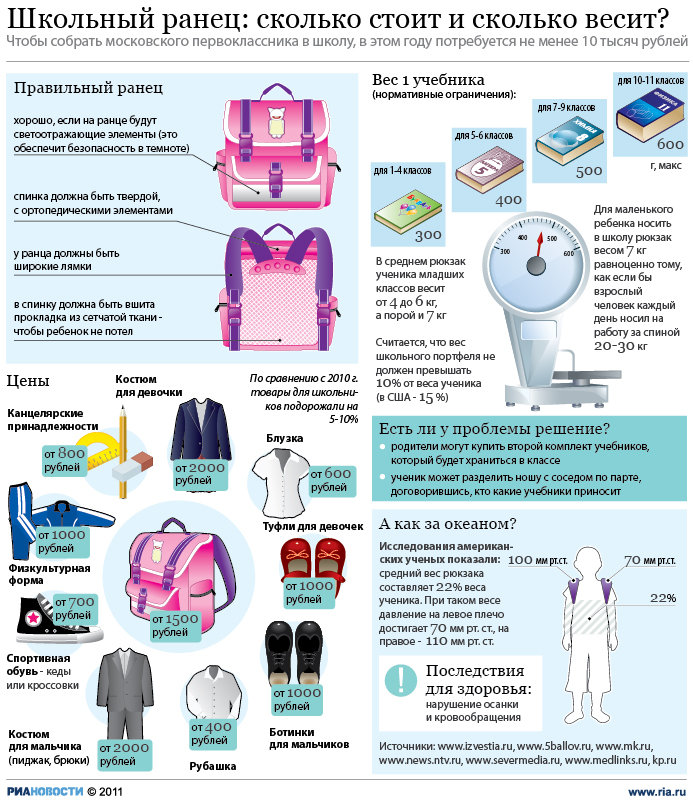 Школьный ранец: сколько стоит и сколько весит?
Чтобы собрать московского первоклассника в школу, в этом году потребуется не менее 10 тысяч рублей
Правильный ранец
хорошо, если на ранце будут
светоотражающие элементы (это
обеспечит безопасность в темноте)
спинка должна быть твердой,
с ортопедическими элементами
у ранца должны быть
широкие лямки
в спинку должна быть вшита
прокладка из сетчатой ткани -
чтобы ребенок не потел
Вес 1 учебника
(нормативные ограничения):
для 1-4 классов
300
для 5-6 классов
5
400
для 7-9 классов
ХИМИЯ
8
500
для 10-11 классов
ФИЗИКА
11
600
г, макс
300
400
500
600
В среднем рюкзак
ученика младших
классов весит
от 4 до 6 кг,
а порой и 7 кг
Считается, что вес
школьного портфеля не
должен превышать
10% от веса ученика
(в США - 15 %)
Для маленького
ребенка носить
в школу рюкзак
весом 7 кг
равноценно тому,
как если бы
взрослый
человек каждый
день носил на
работу за спиной
20-30 кг
Цены
По сравнению с 2010 г.
товары для школьни-
ков подорожали на
5-10%
Канцелярские
принадлежности
от 800
рублей
Костюм
для девочки
от 2000
рублей
Блузка
от 600
рублей
от 1000
рублей
Физкультурная
форма
Туфли для девочек
от 1000
рублей
от 1500
рублей
от 700
рублей
Спортивная
обувь - кеды
или кроссовки
от 1000
рублей
Ботинки
для мальчиков
Костюм
для мальчика
(пиджак, брюки)
от 2000
рублей
от 400
рублей
Рубашка
Есть ли у проблемы решение?
• родители могут купить второй комплект учебников,
который будет храниться в классе
• ученик может разделить ношу с соседом по парте,
договорившись, кто какие учебники приносит
А как за океаном?
Исследования американ-
ских ученых показали:
средний вес рюкзака
составляет 22% веса
ученика. При таком весе
давление на левое плечо
достигает 70 мм рт. ст., на
правое - 110 мм рт. ст.
100 мм рт.ст.
70 мм рт.ст.
22%
! Последствия
для здоровья:
нарушение осанки
и кровообращения
Источники: www.izvestia.ru, www.5ballov.ru, www.mk.ru,
www.news.ntv.ru, www.severmedia.ru, www.medlinks.ru, kp.ru
РИАНОВОСТИ © 2011
www.ria.ru